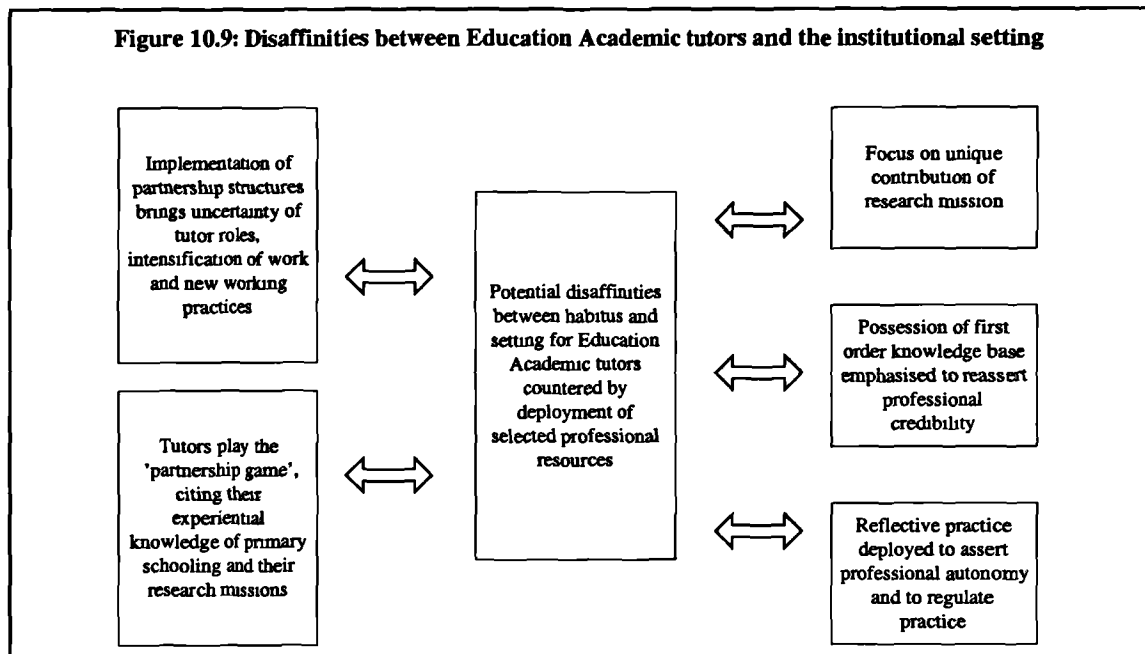 Figure 10.9: Disaffinities between Education Academic tutors and the institutional setting
Implementation of
partnership structures
brings uncertainty of
tutor roles,
intensification of work
and new working
practices
Tutors play the
'partnership game',
citing their
experiential
knowledge of primary
schooling and their
research missions
Potential disaffinities
between habitus and
setting for Education
Academic tutors
countered by
deployment of
selected professional
resources
Focus on unique
contribution of
research mission
Possession of first
order knowledge base
emphasised to reassert
professional
credibility
Reflective practice
deployed to assert
professional autonomy
and to regulate
practice